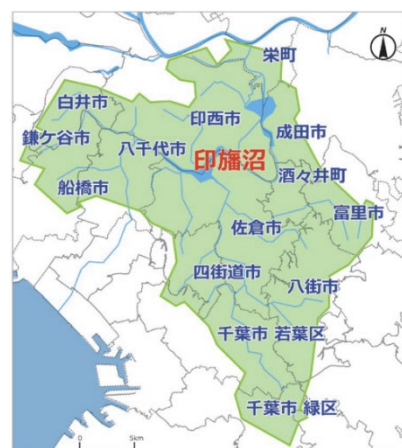 栄町
N
白井市
印西市
鎌ケ谷市
八千代市
成田市
印旛沼
酒々井町
船橋市
富里市
佐倉市
四街道市
八街市
千葉市 若葉区
千葉市 緑区
0 5km